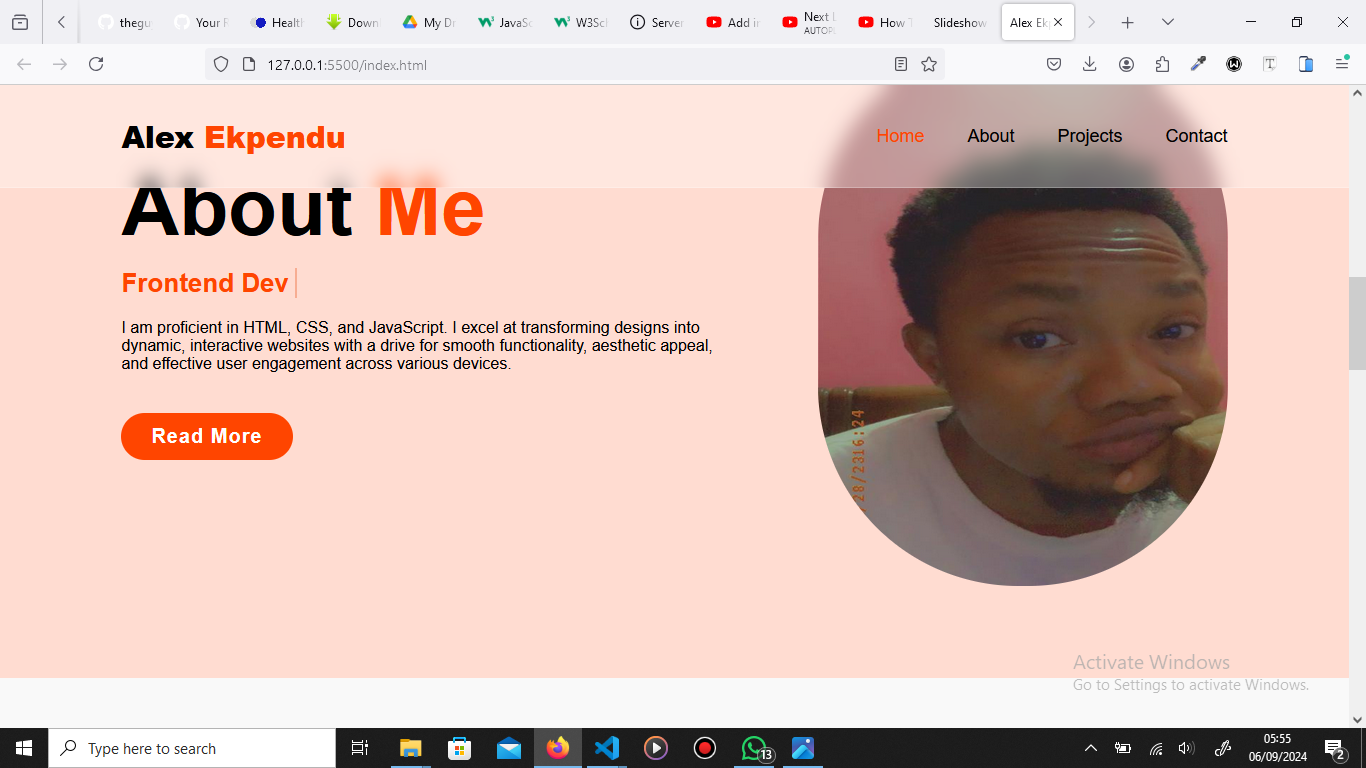 thegu
Your R
Health
Down
My Dr
JavaSc
W3Sch
Server
Add in
Next L
AUTOPL
How T
Slideshow
Alex Ek
127.0.0.1:5500/index.html
Alex Ekpendu
Home
About
Projects
Contact
About Me
Frontend Dev
I am proficient in HTML, CSS, and JavaScript. I excel at transforming designs into
dynamic, interactive websites with a drive for smooth functionality, aesthetic appeal,
and effective user engagement across various devices.
Read More
28/2316:24
Activate Windows
Go to Settings to activate Windows.
Type here to search
13
05:55
06/09/2024
2